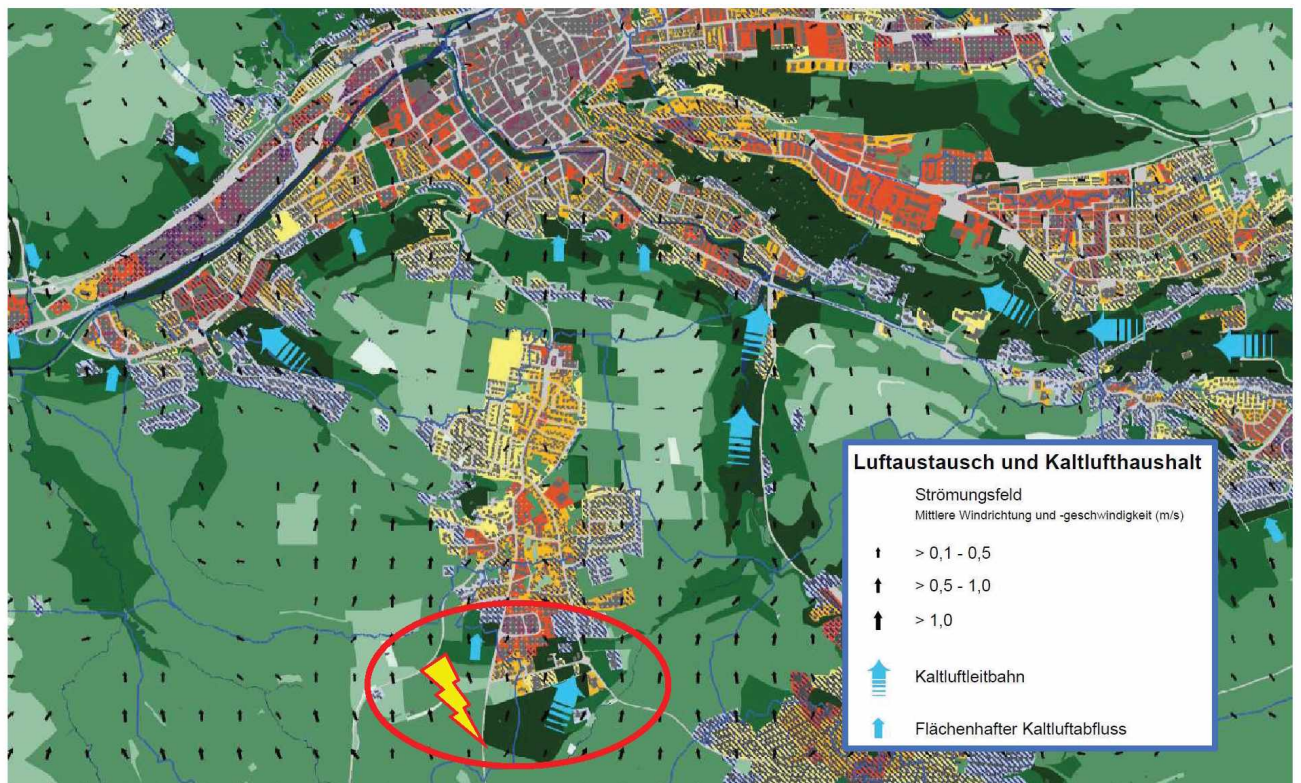 Luftaustausch und Kaltlufthaushalt
Strömungsfeld
Mittlere Windrichtung und -geschwindigkeit (m/s)
> 0,1 - 0,5
> 0,5 - 1,0
> 1,0
Kaltluftleitbahn
Flächenhafter Kaltluftabfluss